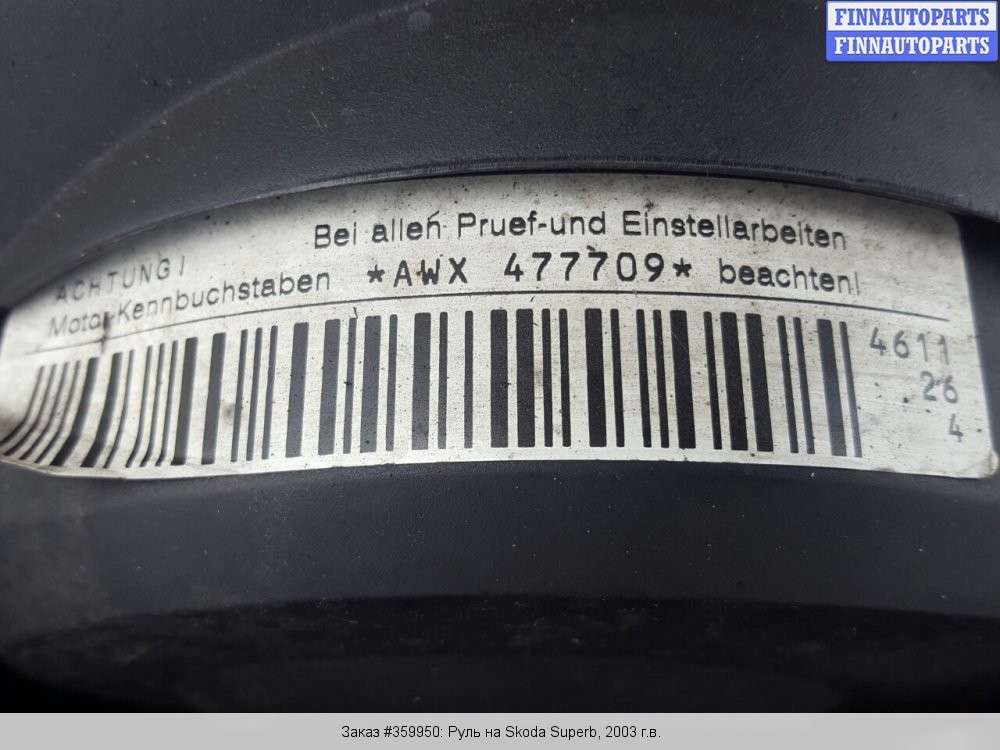 FINNAUTOPARTS
FINNAUTOPARTS
ACHTUNG! Bei allen Pruef-und Einstellarbeiten
Motor-Kennbuchstaben *AWX 477709* beachten!
4611
26
4
Заказ #359950: Руль на Skoda Superb, 2003 г.в.